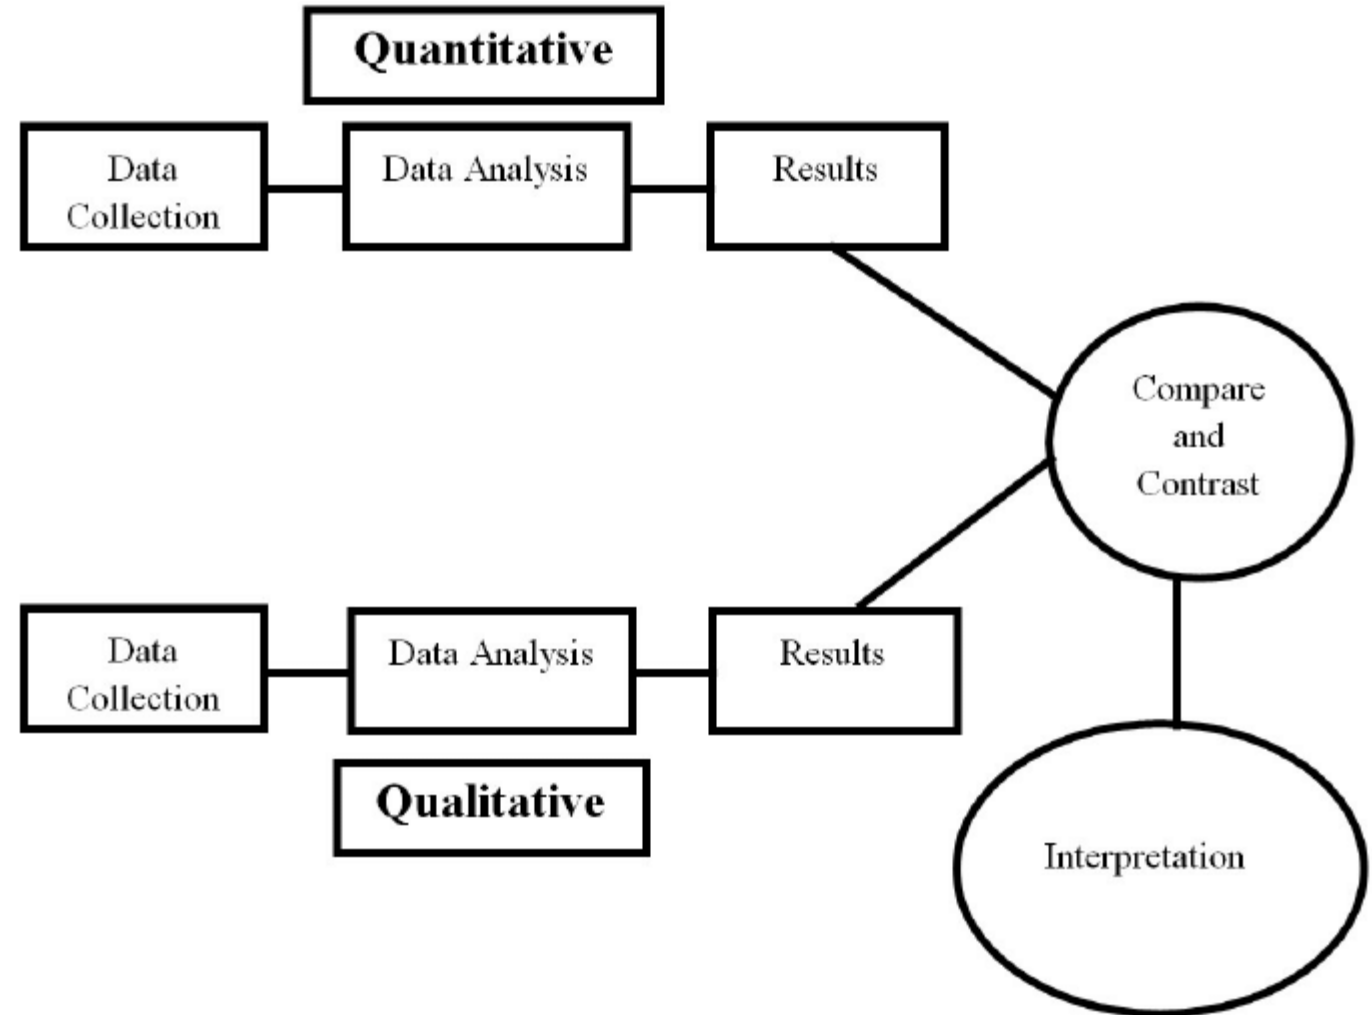 Quantitative
Data
Collection
Data Analysis
Results
Compare
and
Contrast
Data
Collection
Data Analysis
Results
Qualitative
Interpretation